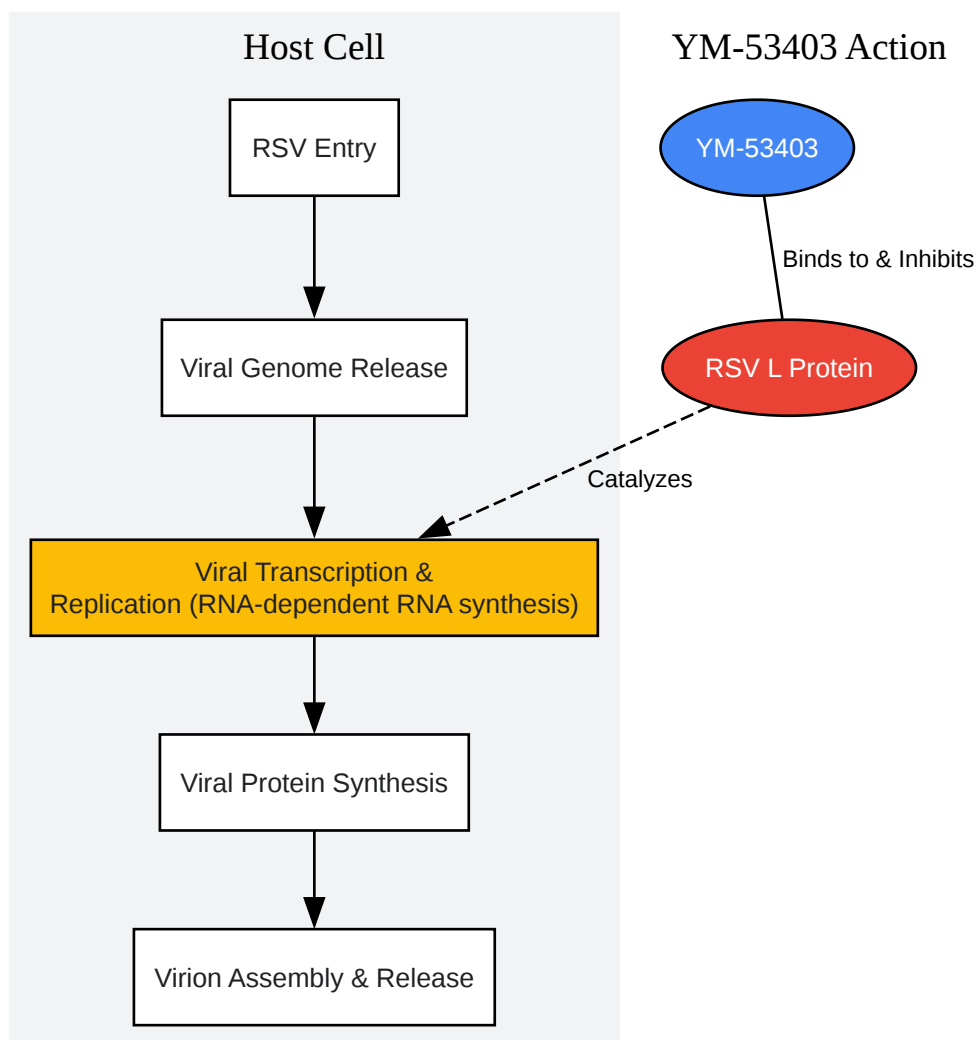 Host Cell
YM-53403 Action
RSV Entry
YM-53403
Binds to & Inhibits
Viral Genome Release
RSV L Protein
Catalyzes
Viral Transcription &
Replication (RNA-dependent RNA synthesis)
Viral Protein Synthesis
Virion Assembly & Release